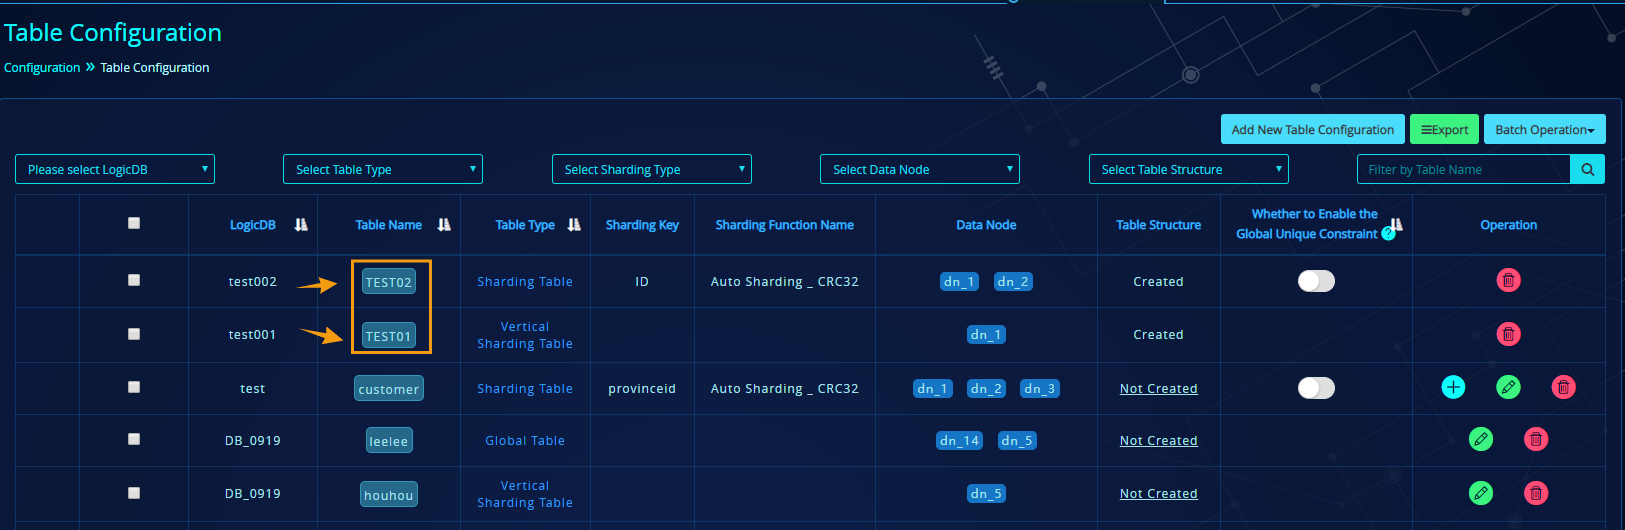 Table Configuration
Configuration » Table Configuration
Add New Table Configuration Export Batch Operation
Please select LogicDB Select Table Type Select Sharding Type Select Data Node Select Table Structure Filter by Table Name
LogicDB Table Name Table Type Sharding Key Sharding Function Name Data Node Table Structure Whether to Enable the Operation
Global Unique Constraint ?
test002 TEST02 Sharding Table ID Auto Sharding _ CRC32 dn_1 dn_2 Created
test001 TEST01 Vertical dn_1 Created
Sharding Table
test customer Sharding Table provinceid Auto Sharding _ CRC32 dn_1 dn_2 dn_3 Not Created
DB_0919 leelee Global Table dn_14 dn_5 Not Created
DB_0919 houhou Vertical dn_5 Not Created
Sharding Table